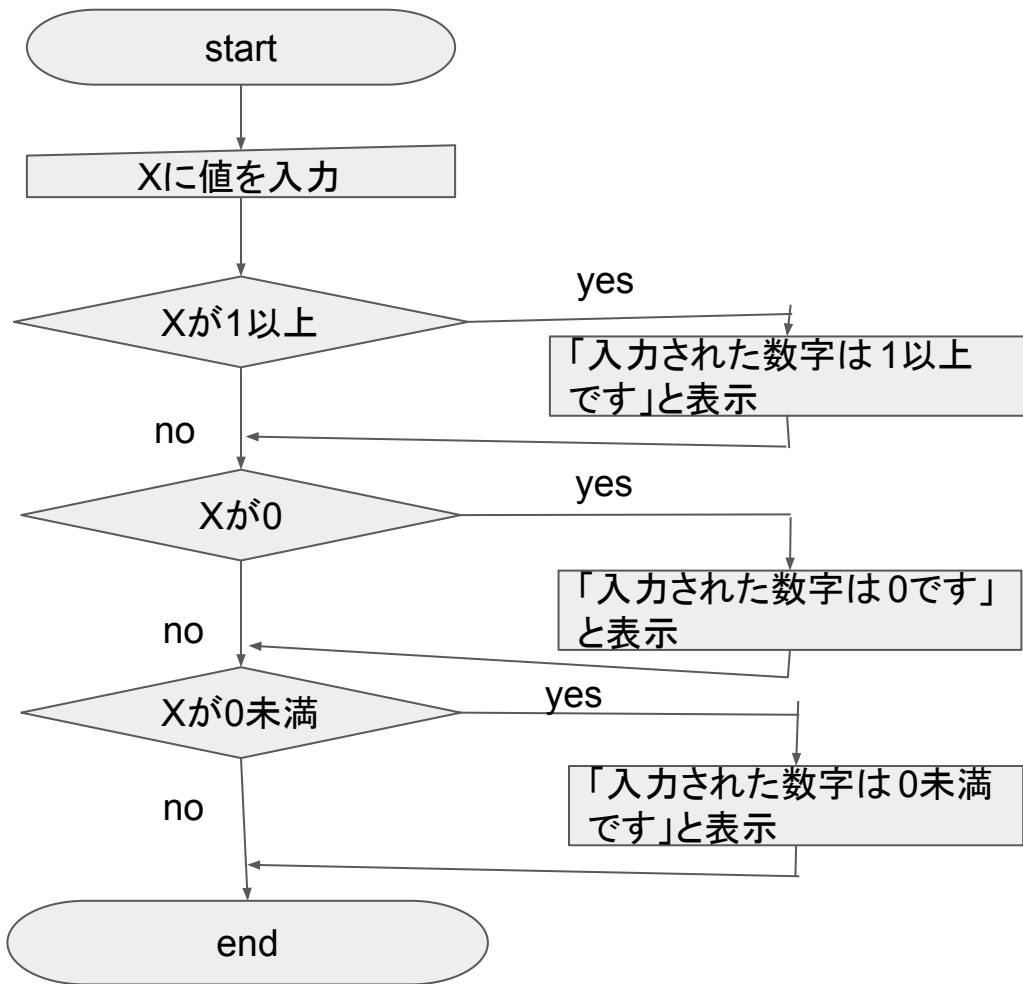 start
Xに値を入力
Xが1以上
yes
「入力された数字は1以上
です」と表示
no
Xが0
yes
「入力された数字は0です」
と表示
no
Xが0未満
yes
「入力された数字は0未満
です」と表示
no
end